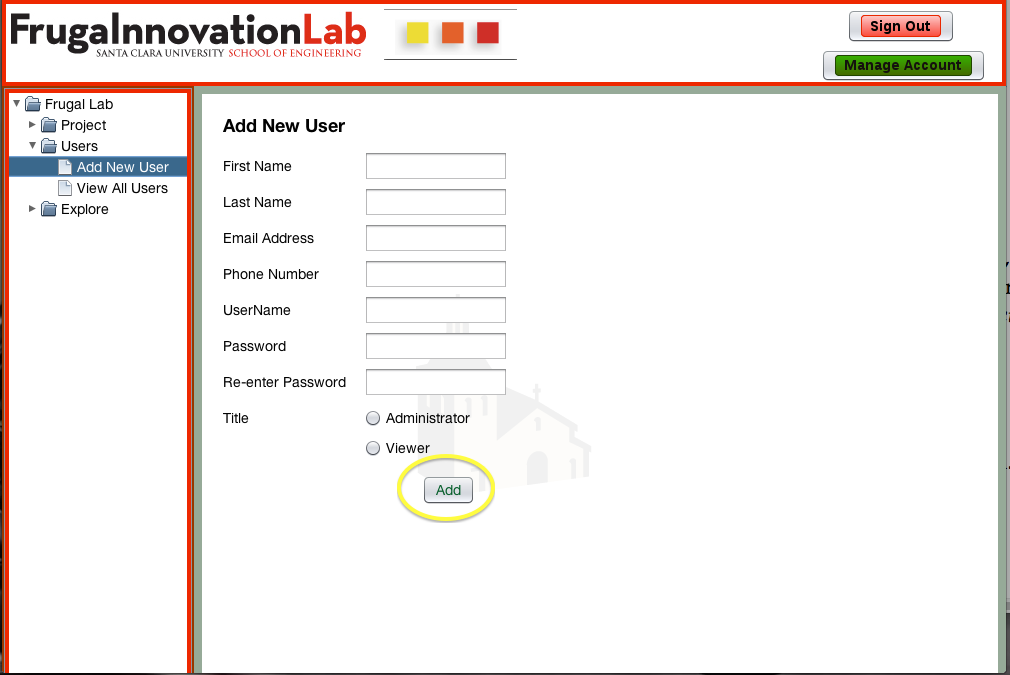 FrugalInnovationLab
SANTA CLARA UNIVERSITY SCHOOL OF ENGINEERING
Sign Out
Manage Account
Frugal Lab
Project
Users
Add New User
View All Users
Explore
Add New User
First Name
Last Name
Email Address
Phone Number
UserName
Password
Re-enter Password
Title
Administrator
Viewer
Add